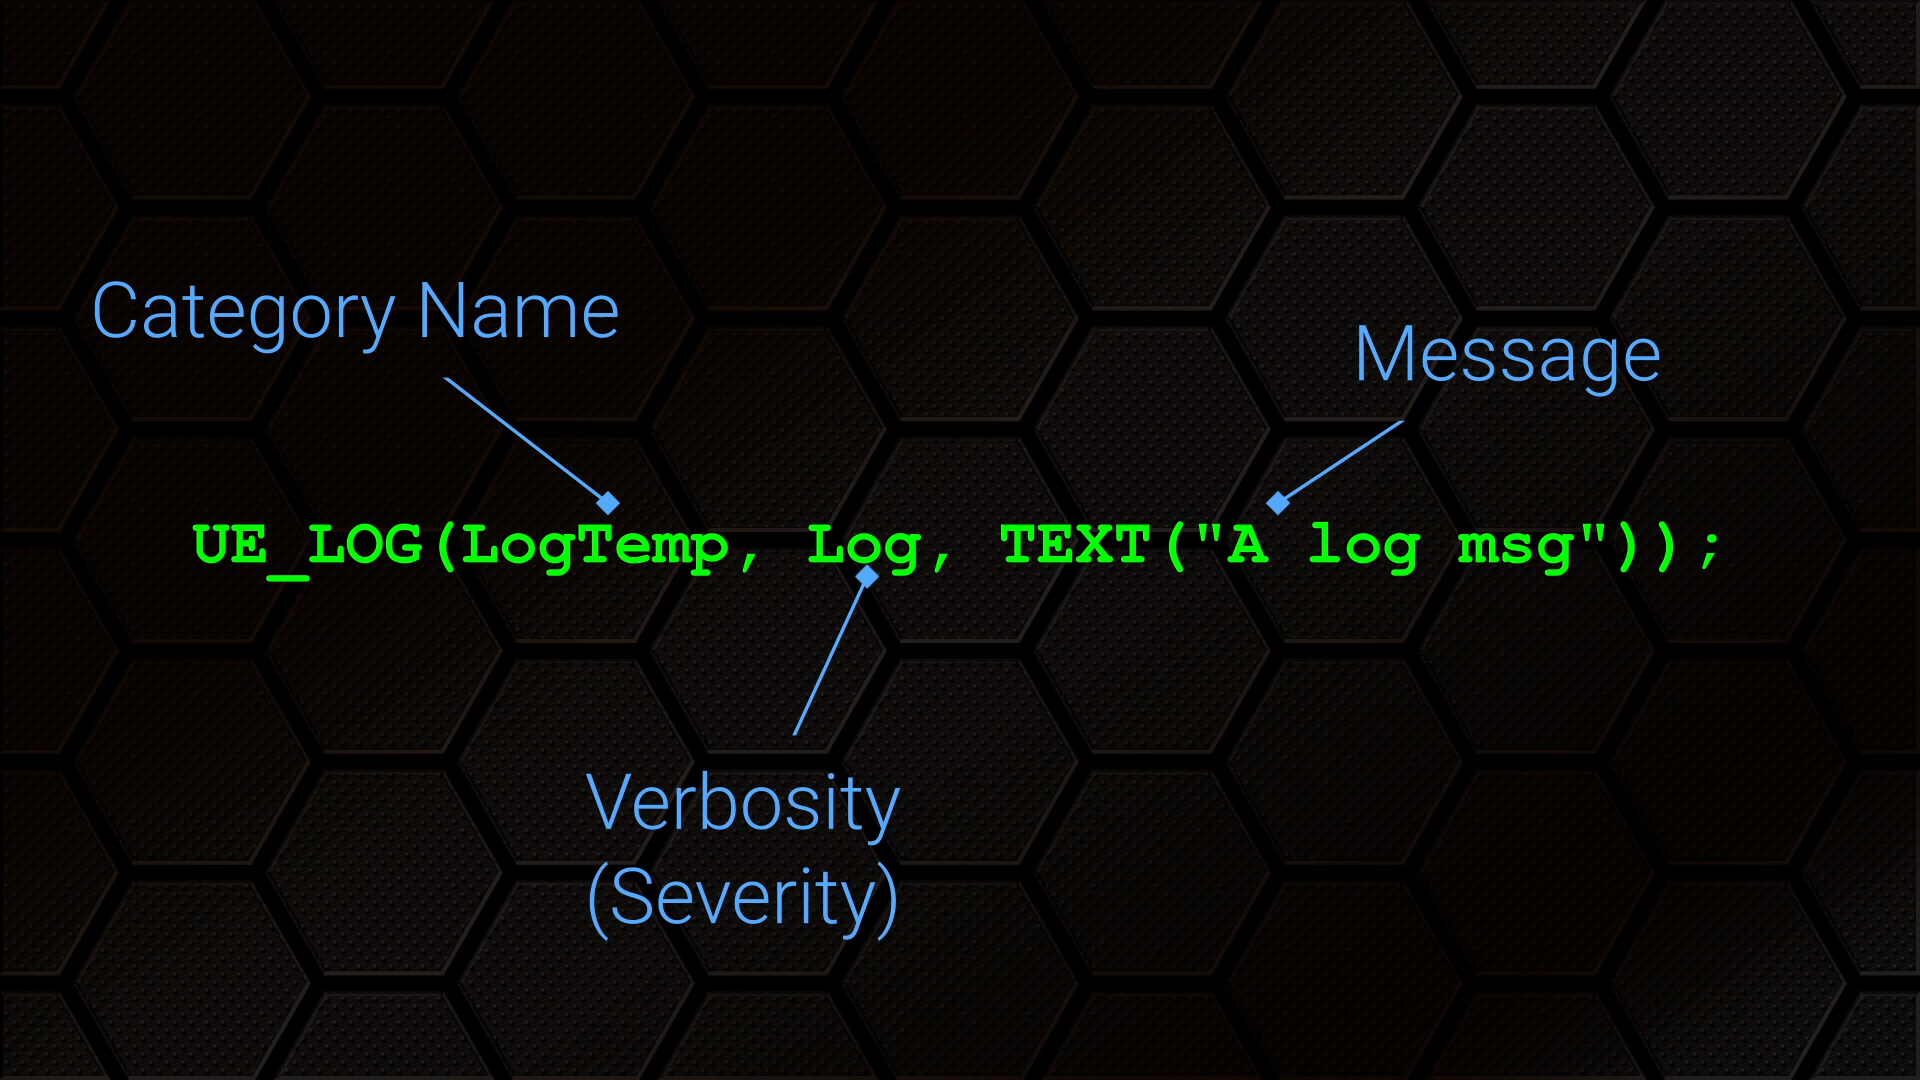 Category Name
Message
UE_LOG(LogTemp, Log, TEXT("A log msg"));
Verbosity
(Severity)